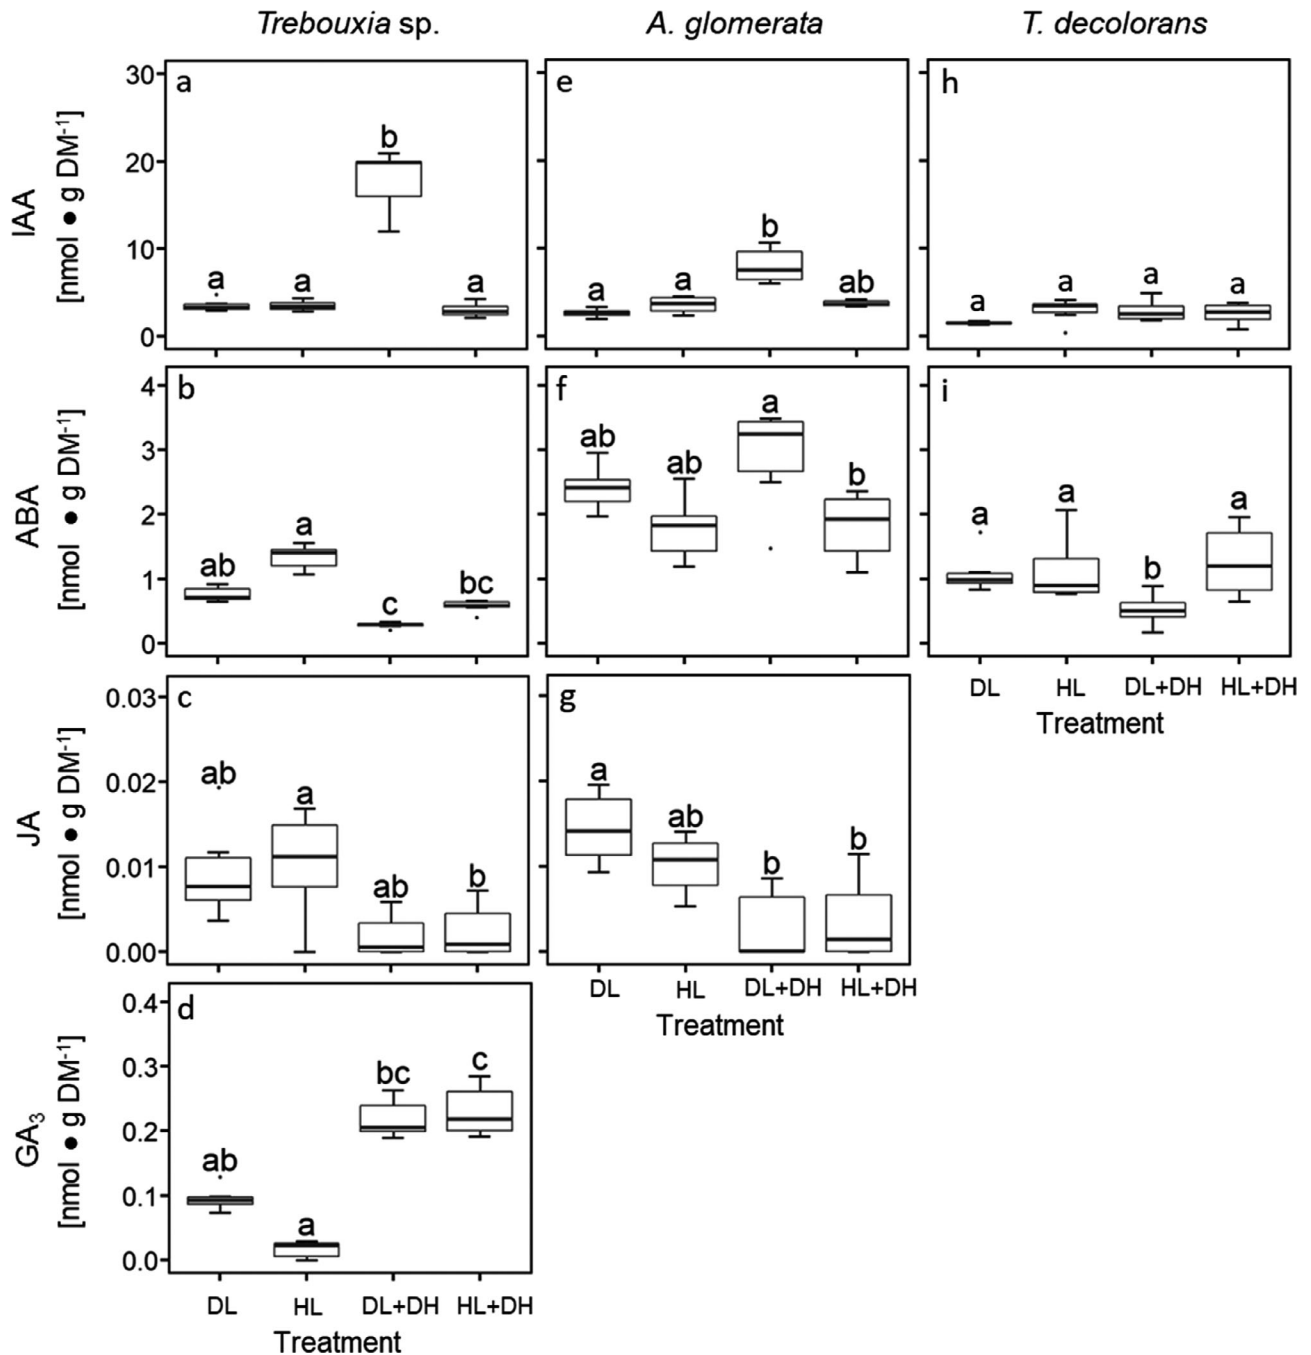 Trebouxia sp.
A. glomerata
T. decolorans
IAA
[nmol ● g DM-1]
30
20
10
0
a
a
a
b
a
e
a
a
b
ab
h
a
a
a
a
ABA
[nmol ● g DM-1]
4
3
2
1
0
b
ab
a
c
bc
f
ab
ab
a
b
i
a
a
b
a
DL
HL
DL+DH
HL+DH
Treatment
JA
[nmol ● g DM-1]
0.03
0.02
0.01
0.00
c
ab
a
ab
b
g
a
ab
b
b
DL
HL
DL+DH
HL+DH
Treatment
GA3
[nmol ● g DM-1]
0.4
0.3
0.2
0.1
0.0
d
ab
a
bc
c
DL
HL
DL+DH
HL+DH
Treatment